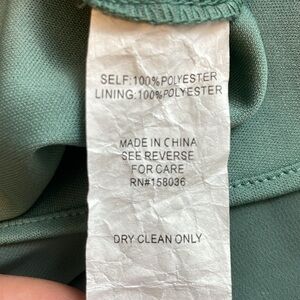 SELF:100%POLYESTER
LINING:100%POLYESTER
MADE IN CHINA
SEE REVERSE
FOR CARE
RN#158036
DRY CLEAN ONLY